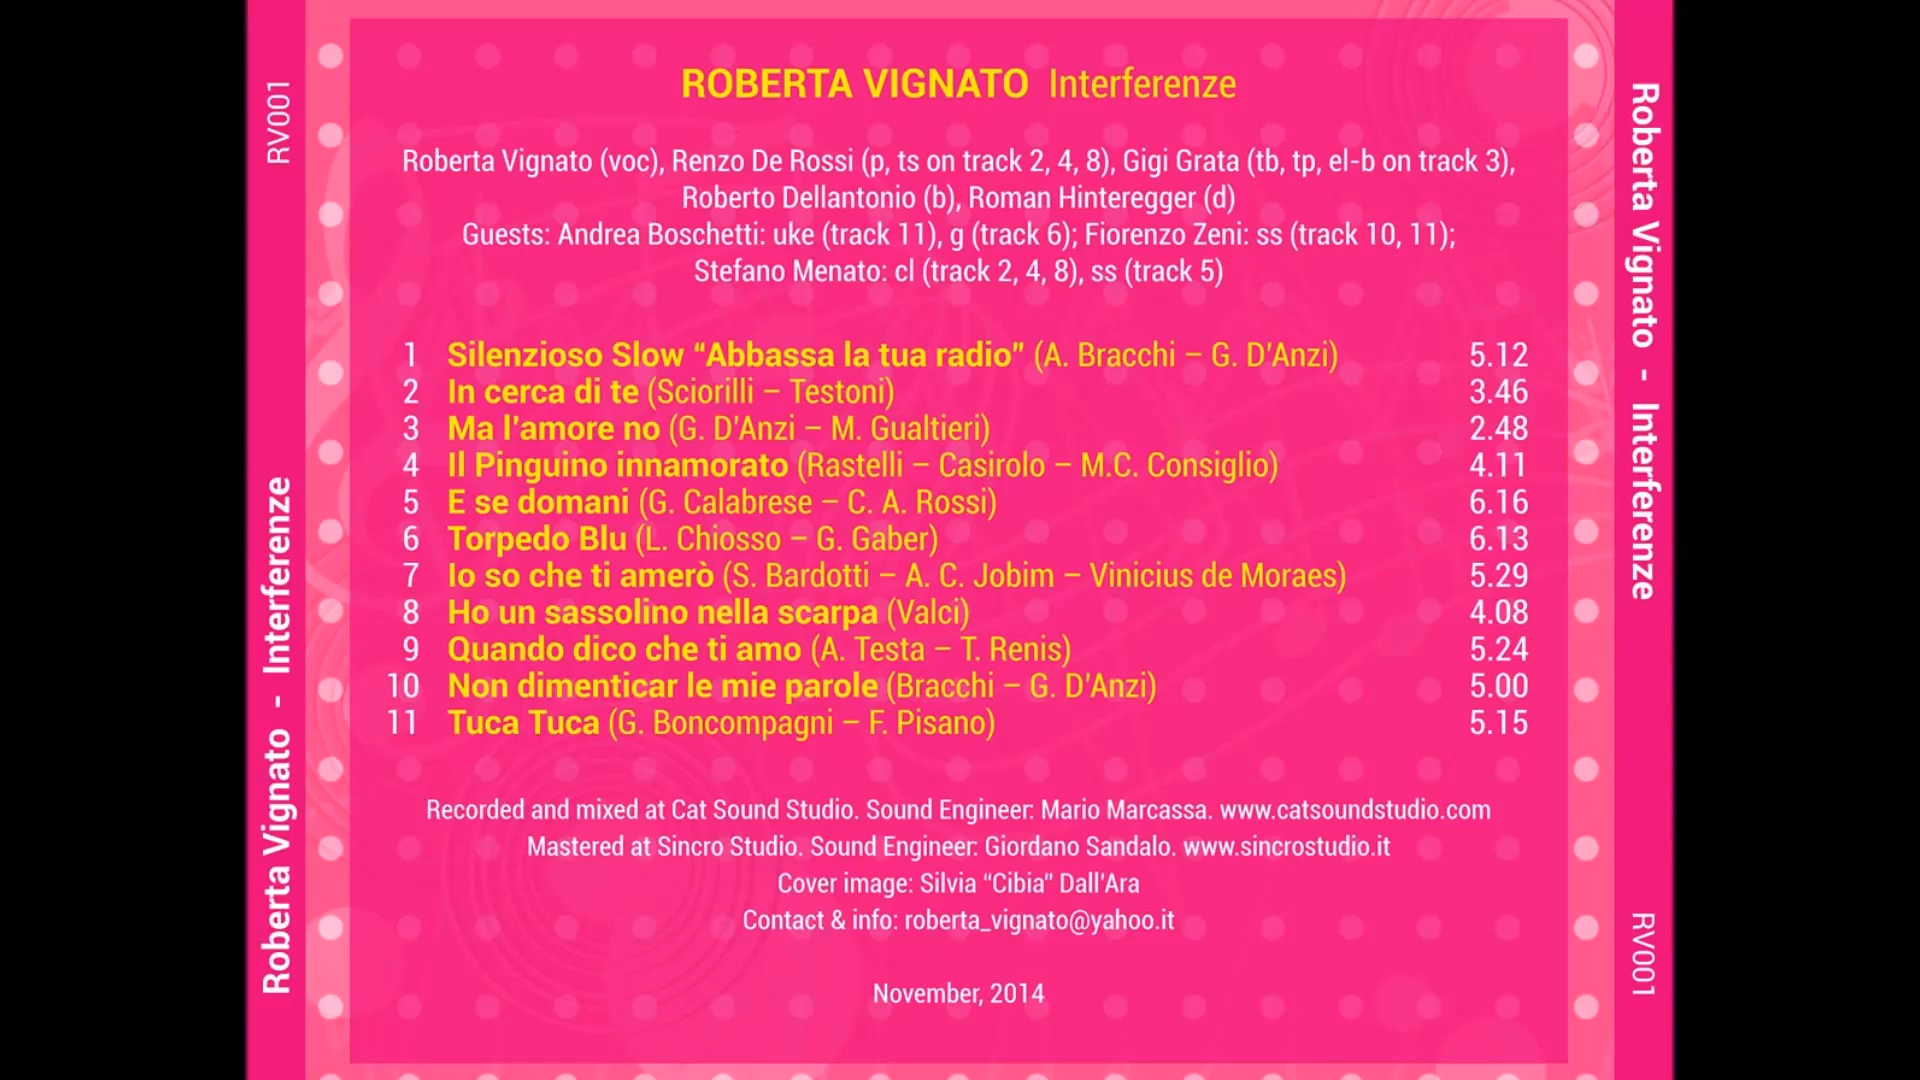 RV001
Roberta Vignato - Interferenze
ROBERTA VIGNATO Interferenze
Roberta Vignato (voc), Renzo De Rossi (p, ts on track 2, 4, 8), Gigi Grata (tb, tp, el-b on track 3),
Roberto Dellantonio (b), Roman Hinteregger (d)
Guests: Andrea Boschetti: uke (track 11), g (track 6); Fiorenzo Zeni: ss (track 10, 11);
Stefano Menato: cl (track 2, 4, 8), ss (track 5)
1 Silenzioso Slow “Abbassa la tua radio” (A. Bracchi – G. D'Anzi) 5.12
2 In cerca di te (Sciorilli – Testoni) 3.46
3 Ma l'amore no (G. D'Anzi – M. Gualtieri) 2.48
4 Il Pinguino innamorato (Rastelli – Casirolo – M.C. Consiglio) 4.11
5 E se domani (G. Calabrese – C. A. Rossi) 6.16
6 Torpedo Blu (L. Chiosso – G. Gaber) 6.13
7 Io so che ti amerò (S. Bardotti – A. C. Jobim – Vinicius de Moraes) 5.29
8 Ho un sassolino nella scarpa (Valci) 4.08
9 Quando dico che ti amo (A. Testa – T. Renis) 5.24
10 Non dimenticar le mie parole (Bracchi – G. D'Anzi) 5.00
11 Tuca Tuca (G. Boncompagni – F. Pisano) 5.15
Recorded and mixed at Cat Sound Studio. Sound Engineer: Mario Marcassa. www.catsoundstudio.com
Mastered at Sincro Studio. Sound Engineer: Giordano Sandalo. www.sincrostudio.it
Cover image: Silvia “Cibia” Dall'Ara
Contact & info: roberta_vignato@yahoo.it
November, 2014
Roberta Vignato - Interferenze
RV001